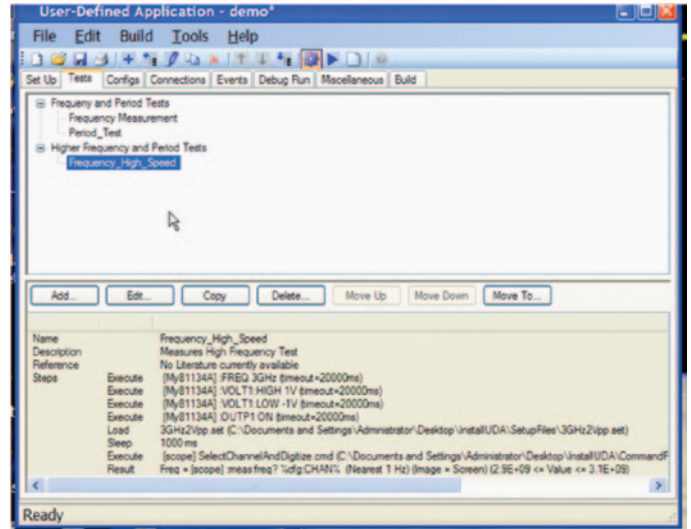 User-Defined Application - demo*
File Edit Build Tools Help
Set Up Tests Configs Connections Events Debug Run Miscellaneous Build
Frequeny and Period Tests
Frequency Measurement
Period_Test
Higher Frequency and Period Tests
Frequency_High_Speed
Add... Edit... Copy Delete... Move Up Move Down Move To...
Name Frequency_High_Speed
Description Measures High Frequency Test
Reference No Literature currently available
Steps Execute [My81134A] :FREQ 3GHz (timeout=20000ms)
Execute [My81134A] :VOLT1:HIGH 1V (timeout=20000ms)
Execute [My81134A] :VOLT1:LOW -1V (timeout=20000ms)
Execute [My81134A] :OUTP1 ON (timeout=20000ms)
Load 3GHz2Vpp.set (C:\Documents and Settings\Administrator\Desktop\InstallUDA\SetupFiles\3GHz2Vpp.set)
Sleep 1000 ms
Execute [scope] SelectChannelAndDigitize.cmd (C:\Documents and Settings\Administrator\Desktop\InstallUDA\CommandF
Result Freq = [scope] :meas:freq? %cfg:CHAN% (Nearest 1 Hz) (Image = Screen) (2.9E+09 <= Value <= 3.1E+09)
Ready